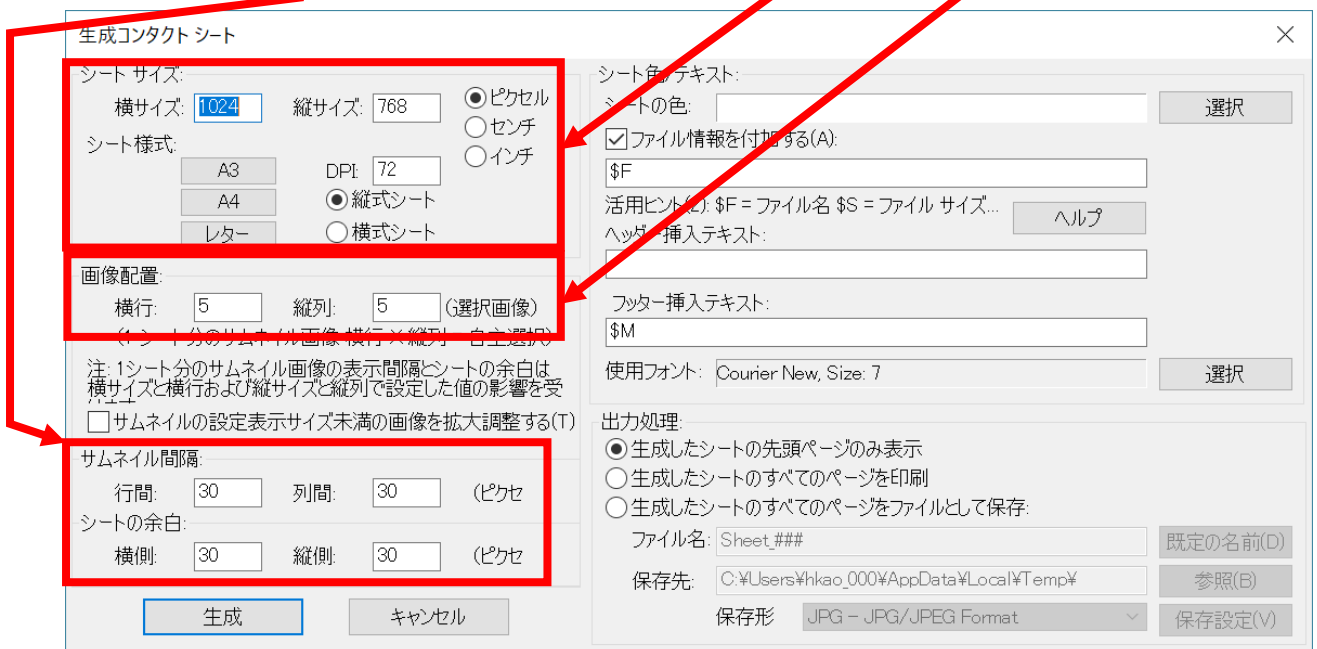 生成コンタクト シート
シート サイズ:
横サイズ: 1024 縦サイズ: 768
ピクセル
センチ
インチ
シート様式:
A3
DPI: 72
A4
縦式シート
レター
横式シート
画像配置:
横行: 5 縦列: 5 (選択画像)
注: 1シート分のサムネイル画像の表示間隔とシートの余白は
横サイズと横行および縦サイズと縦列で設定した値の影響を受
サムネイルの設定表示サイズ未満の画像を拡大調整する(T)
サムネイル間隔:
行間: 30 列間: 30 (ピクセ
シートの余白:
横側: 30 縦側: 30 (ピクセ
生成 キャンセル
シート色/テキスト:
シートの色: 選択
ファイル情報を付加する(A):
$F
活用ヒント(Z): $F = ファイル名 $S = ファイル サイズ...
ヘルプ
ヘッダー挿入テキスト:
フッター挿入テキスト:
$M
使用フォント: Courier New, Size: 7 選択
出力処理:
生成したシートの先頭ページのみ表示
生成したシートのすべてのページを印刷
生成したシートのすべてのページをファイルとして保存:
ファイル名: Sheet_### 既定の名前(D)
保存先: C:¥Users¥hkao_000¥AppData¥Local¥Temp¥ 参照(B)
保存形 JPG - JPG/JPEG Format 保存設定(V)